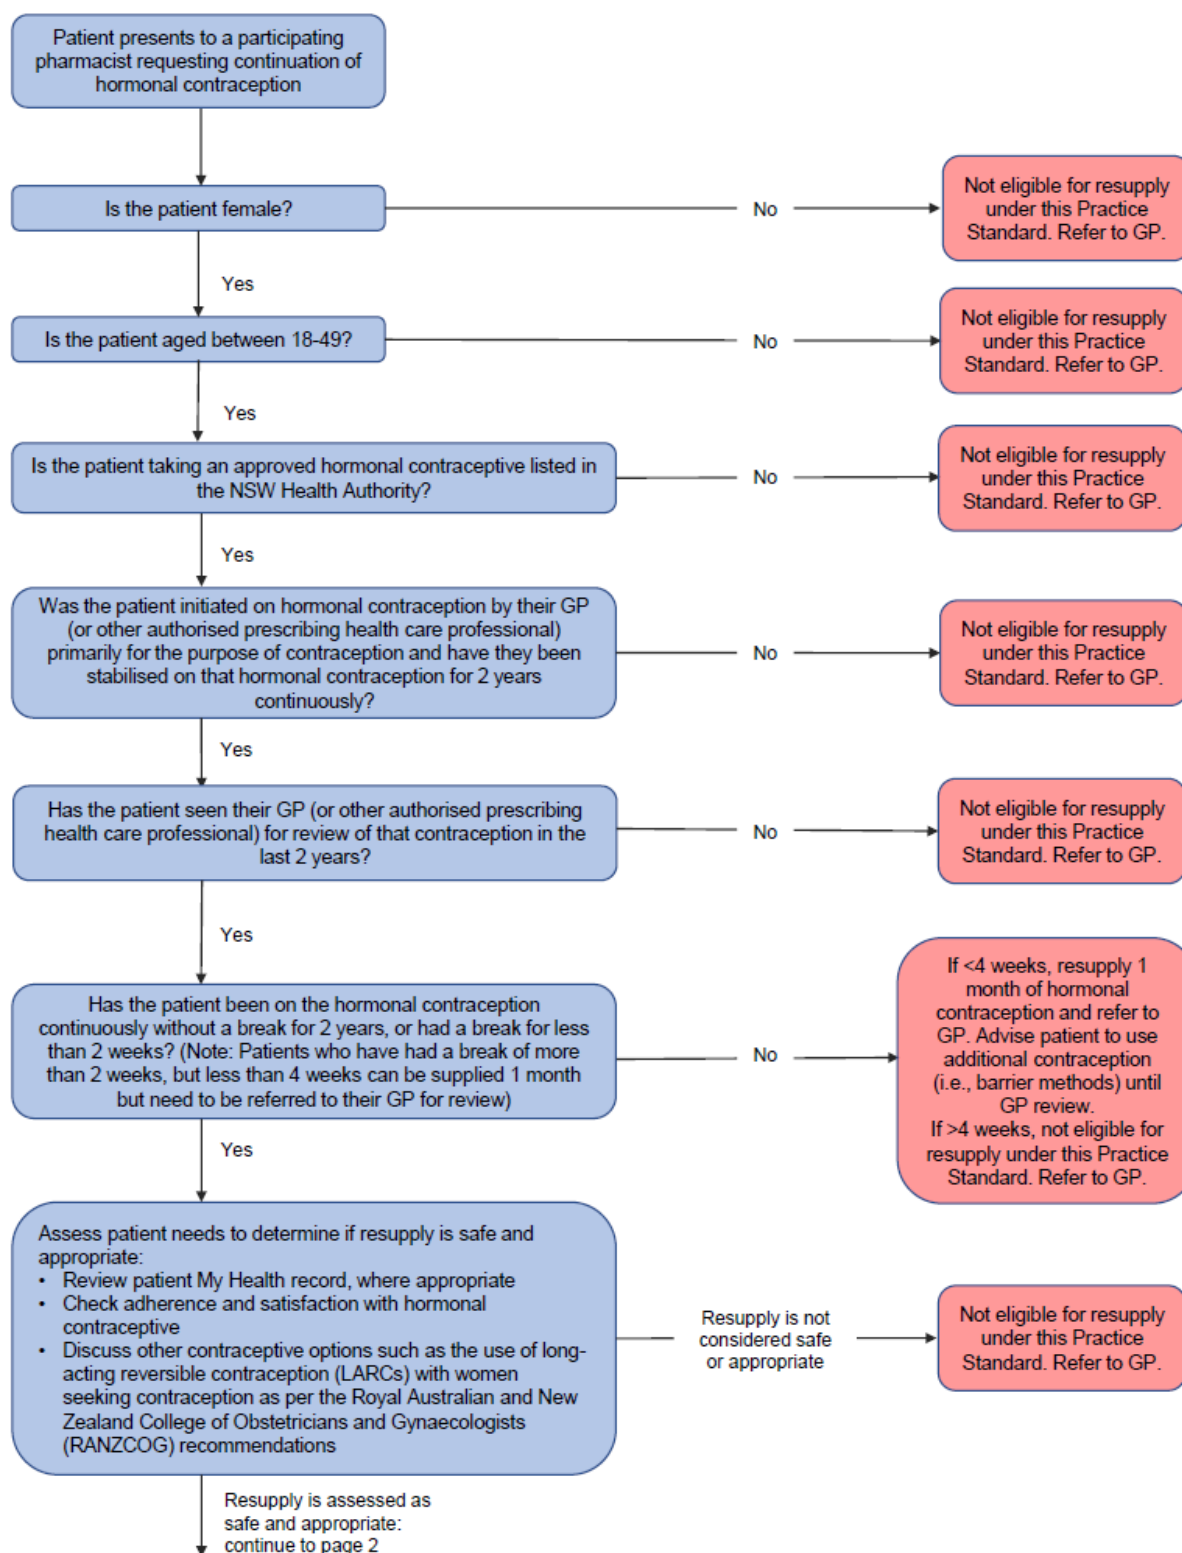 Patient presents to a participating
pharmacist requesting continuation of
hormonal contraception
Is the patient female?
No
Not eligible for resupply
under this Practice
Standard. Refer to GP.
Yes
Is the patient aged between 18-49?
No
Not eligible for resupply
under this Practice
Standard. Refer to GP.
Yes
Is the patient taking an approved hormonal contraceptive listed in
the NSW Health Authority?
No
Not eligible for resupply
under this Practice
Standard. Refer to GP.
Yes
Was the patient initiated on hormonal contraception by their GP
(or other authorised prescribing health care professional)
primarily for the purpose of contraception and have they been
stabilised on that hormonal contraception for 2 years
continuously?
No
Not eligible for resupply
under this Practice
Standard. Refer to GP.
Yes
Has the patient seen their GP (or other authorised prescribing
health care professional) for review of that contraception in the
last 2 years?
No
Not eligible for resupply
under this Practice
Standard. Refer to GP.
Yes
Has the patient been on the hormonal contraception
continuously without a break for 2 years, or had a break for less
than 2 weeks? (Note: Patients who have had a break of more
than 2 weeks, but less than 4 weeks can be supplied 1 month
but need to be referred to their GP for review)
No
If <4 weeks, resupply 1
month of hormonal
contraception and refer to
GP. Advise patient to use
additional contraception
(i.e., barrier methods) until
GP review.
If >4 weeks, not eligible for
resupply under this Practice
Standard. Refer to GP.
Yes
Assess patient needs to determine if resupply is safe and
appropriate:
• Review patient My Health record, where appropriate
• Check adherence and satisfaction with hormonal
contraceptive
• Discuss other contraceptive options such as the use of long-
acting reversible contraception (LARCs) with women
seeking contraception as per the Royal Australian and New
Zealand College of Obstetricians and Gynaecologists
(RANZCOG) recommendations
Resupply is not
considered safe
or appropriate
Not eligible for resupply
under this Practice
Standard. Refer to GP.
Resupply is assessed as
safe and appropriate:
continue to page 2